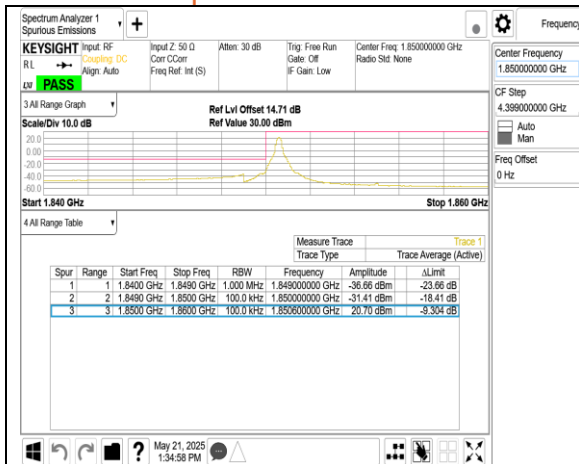 Spectrum Analyzer 1
Spurious Emissions
Frequency
KEYSIGHT
RL
LXI
PASS
Input: RF
Coupling: DC
Align: Auto
Input Z: 50 Ω
Corr CCorr
Freq Ref: Int (S)
Atten: 30 dB
Trig: Free Run
Gate: Off
IF Gain: Low
Center Freq: 1.850000000 GHz
Radio Std: None
Center Frequency
1.850000000 GHz
CF Step
4.399000000 GHz
Auto
Man
Freq Offset
0 Hz
3 All Range Graph
Scale/Div 10.0 dB
Ref Lvl Offset 14.71 dB
Ref Value 30.00 dBm
20.0
0.00
-20.0
-40.0
-60.0
Start 1.840 GHz
Stop 1.860 GHz
4 All Range Table
Measure Trace Trace 1
Trace Type Trace Average (Active)
Spur Range Start Freq Stop Freq RBW Frequency Amplitude ΔLimit
1 1 1.8400 GHz 1.8490 GHz 1.000 MHz 1.849000000 GHz -36.66 dBm -23.66 dB
2 2 1.8490 GHz 1.8500 GHz 100.0 kHz 1.850000000 GHz -31.41 dBm -18.41 dB
3 3 1.8500 GHz 1.8600 GHz 100.0 kHz 1.850600000 GHz 20.70 dBm -9.304 dB
May 21, 2025
1:34:58 PM